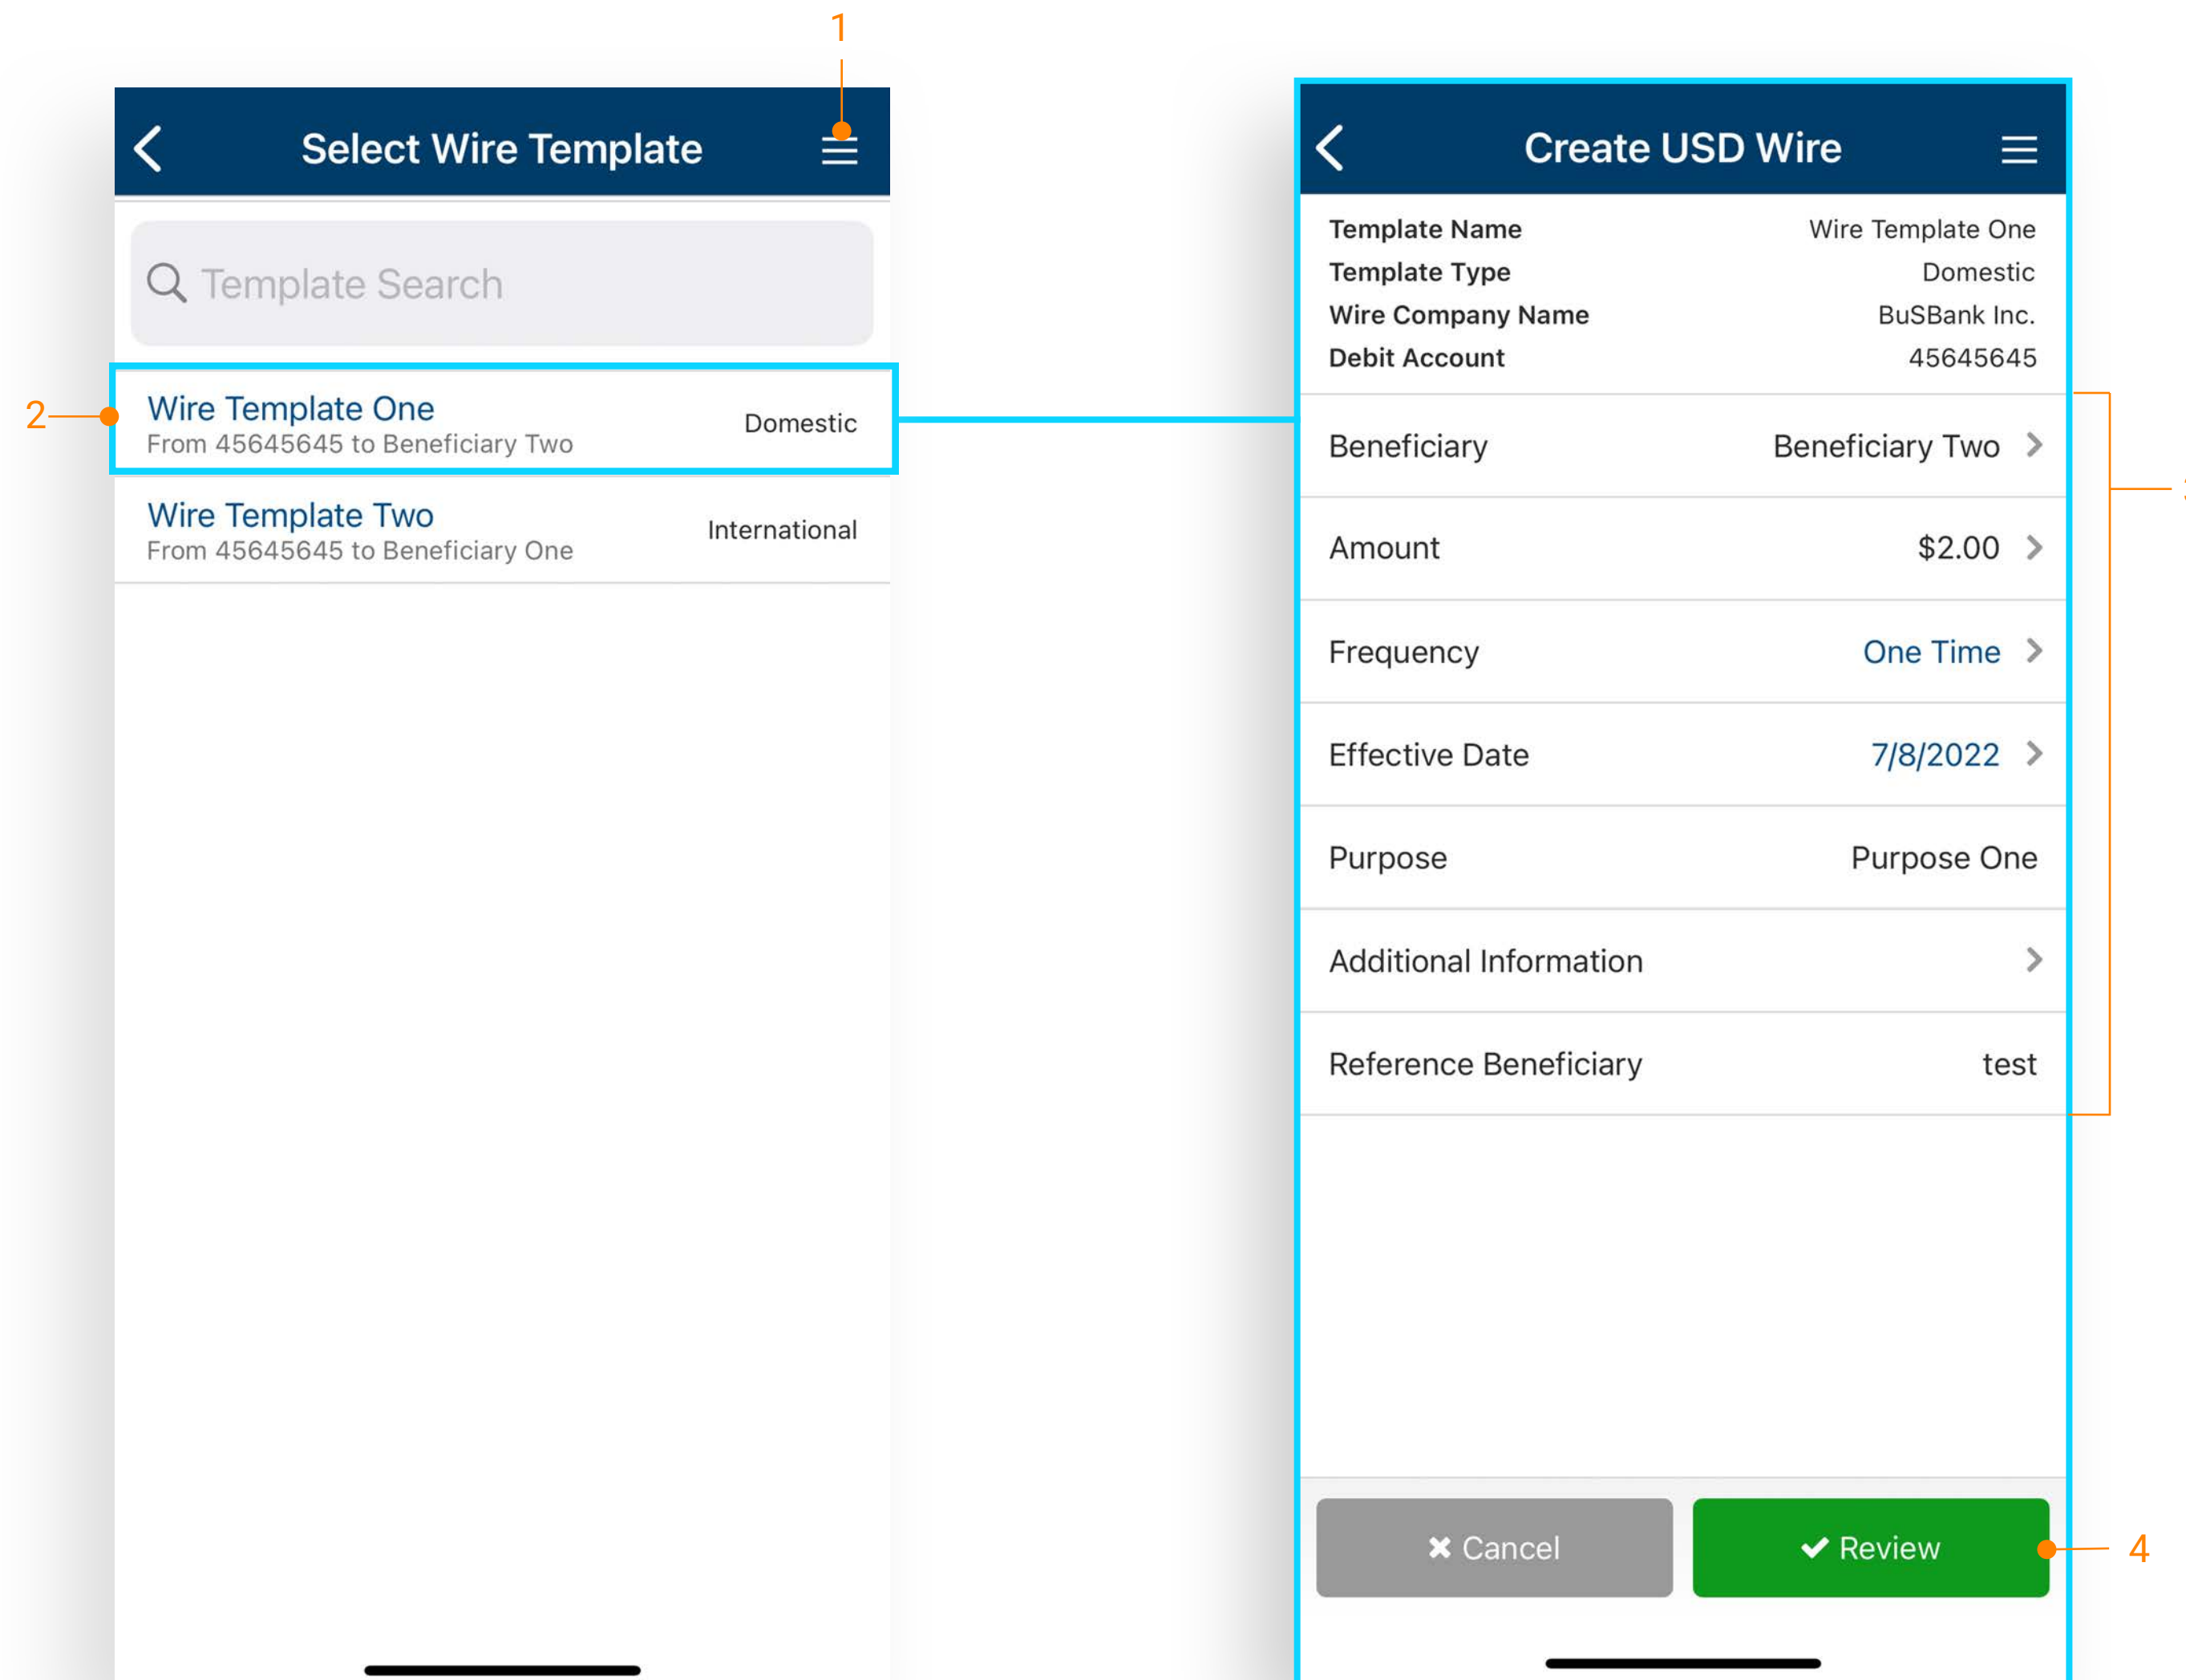 1
Select Wire Template
Template Search
2
Wire Template One
From 45645645 to Beneficiary Two
Domestic
Wire Template Two
From 45645645 to Beneficiary One
International
Create USD Wire
Template Name Wire Template One
Template Type Domestic
Wire Company Name BuSBank Inc.
Debit Account 45645645
Beneficiary Beneficiary Two
Amount $2.00
Frequency One Time
Effective Date 7/8/2022
Purpose Purpose One
Additional Information
Reference Beneficiary test
Cancel
Review
4